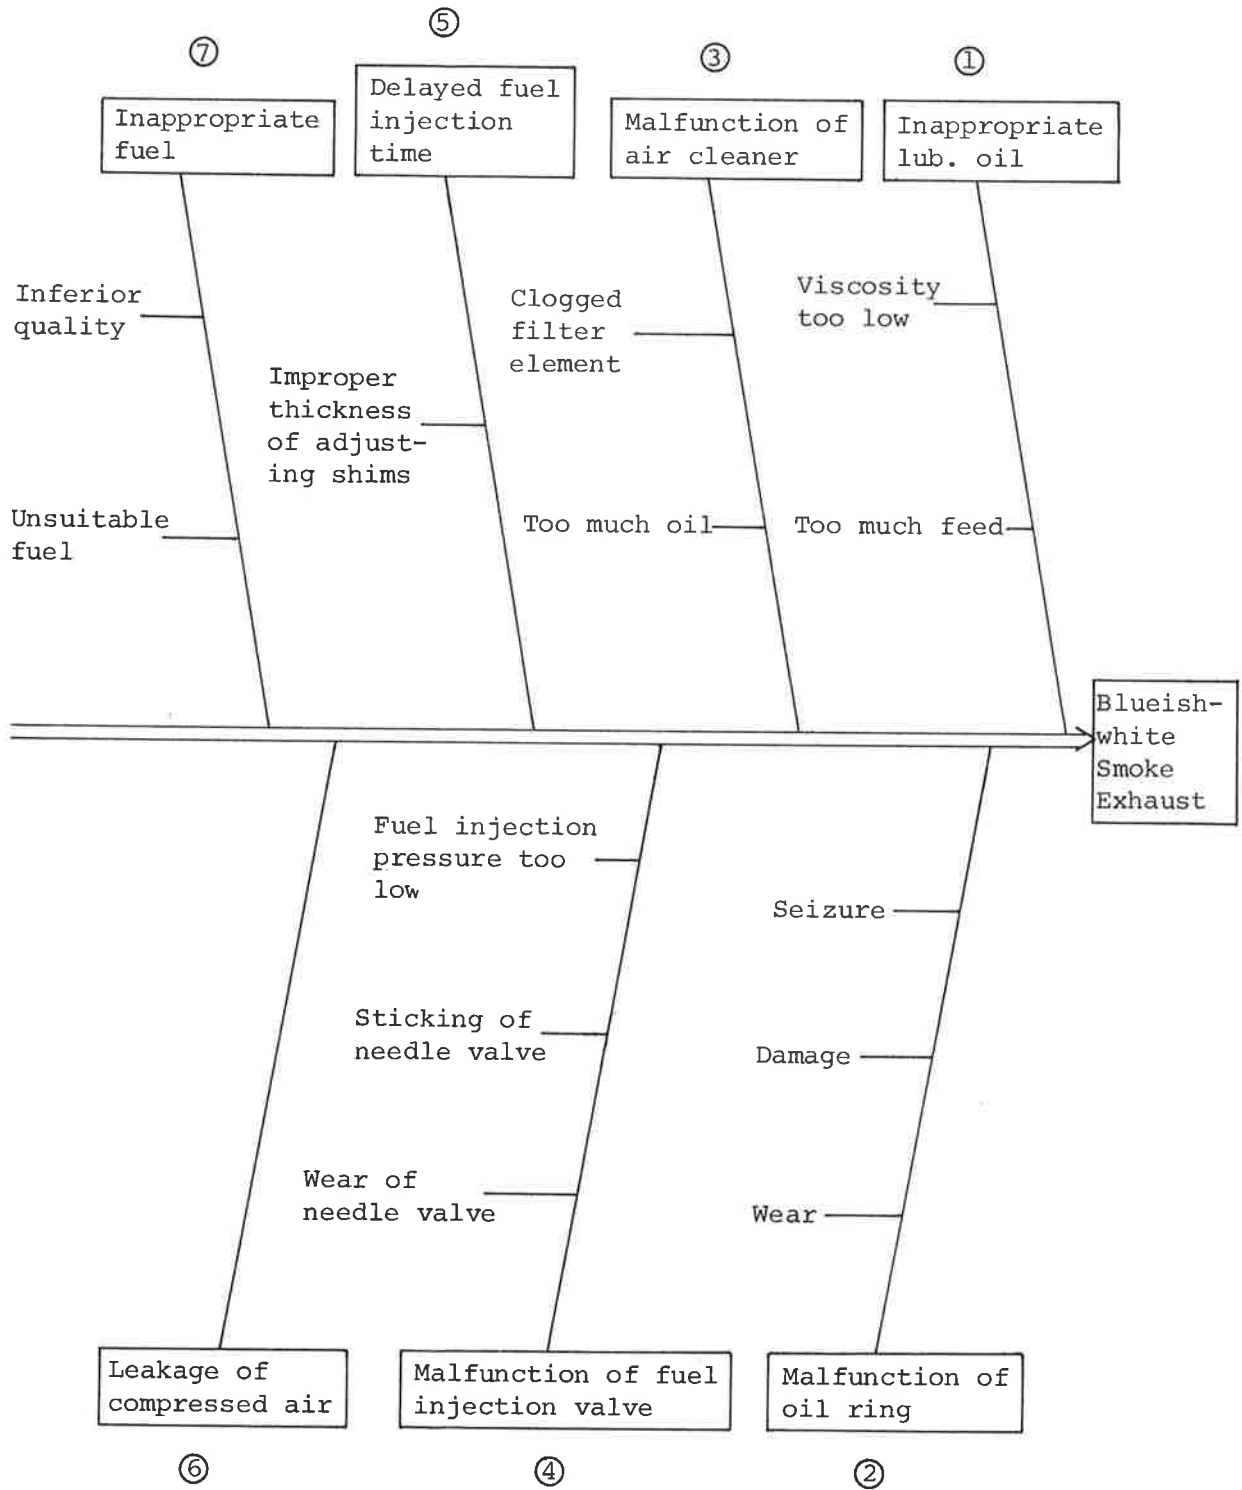 ⑦
Inappropriate
fuel
⑤
Delayed fuel
injection
time
③
Malfunction of
air cleaner
①
Inappropriate
lub. oil
Inferior
quality
Unsuitable
fuel
Improper
thickness
of adjust-
ing shims
Clogged
filter
element
Too much oil
Viscosity
too low
Too much feed
Blueish-
white
Smoke
Exhaust
Fuel injection
pressure too
low
Sticking of
needle valve
Wear of
needle valve
Seizure
Damage
Wear
Leakage of
compressed air
⑥
Malfunction of fuel
injection valve
④
Malfunction of
oil ring
②